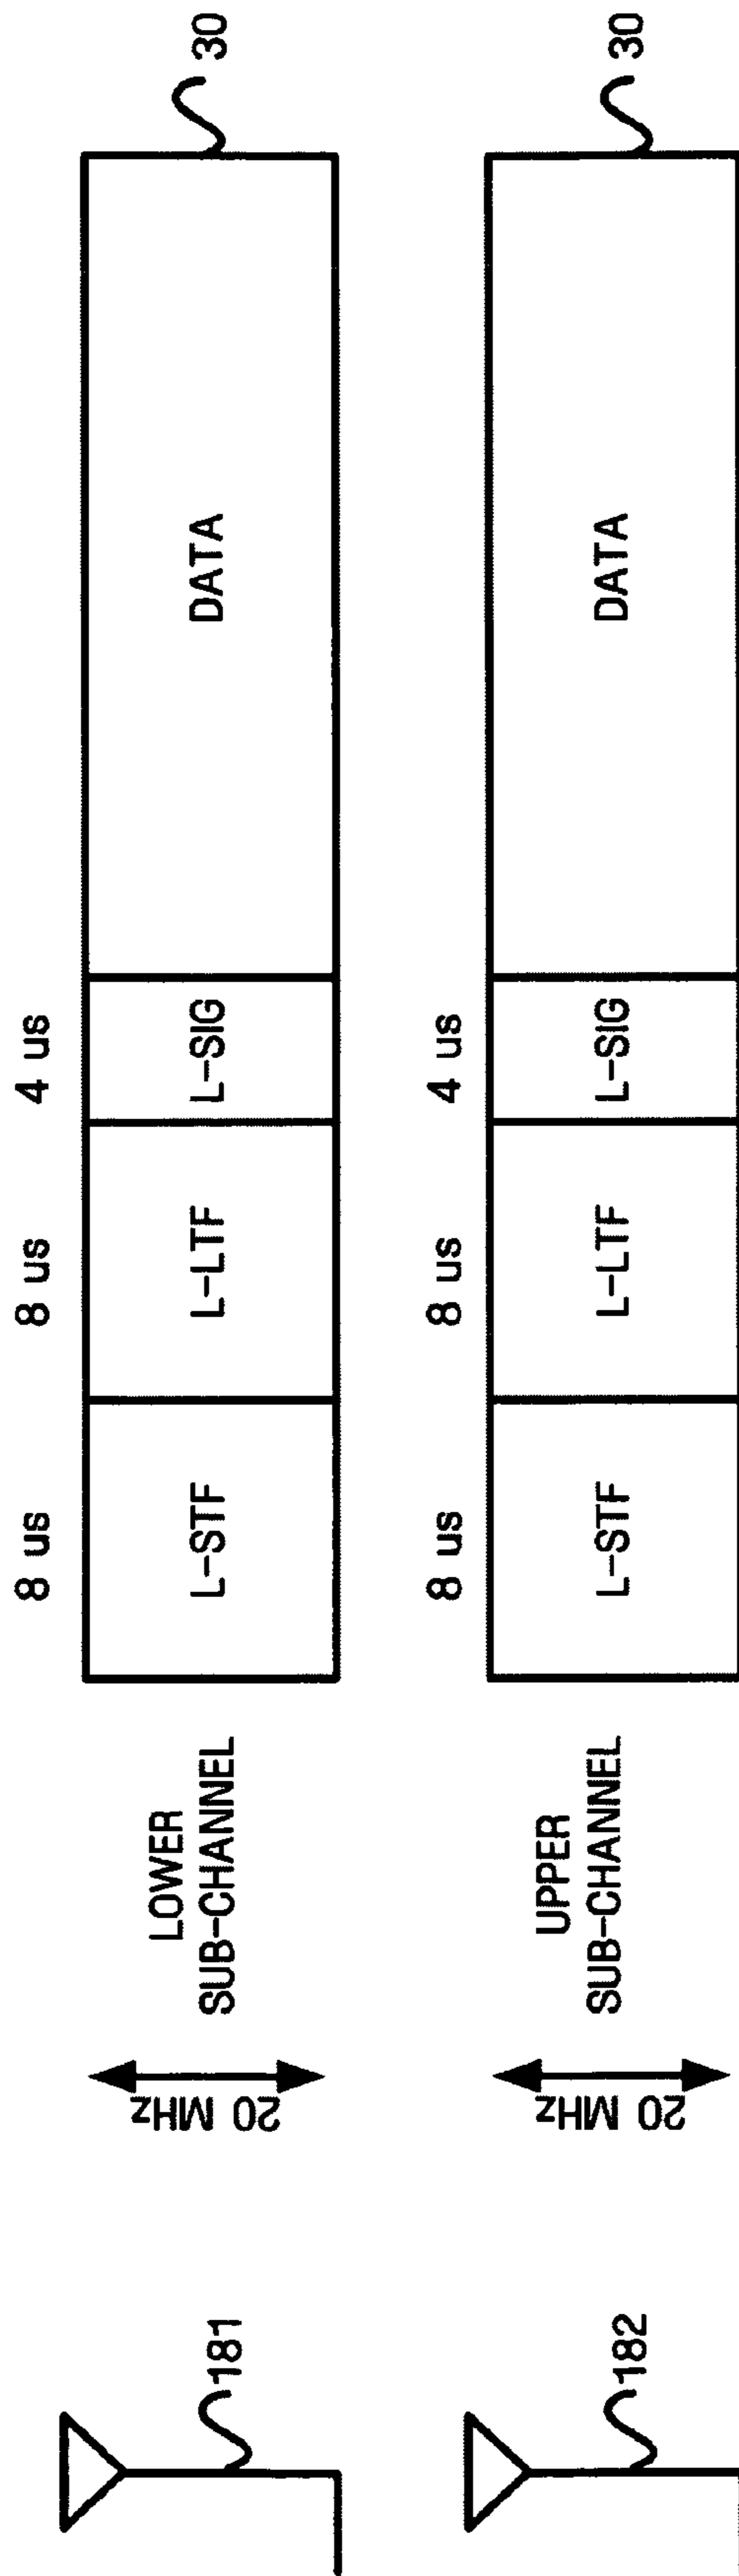 8 us
8 us
4 us
181
20 MHz
LOWER
SUB-CHANNEL
L-STF
L-LTF
L-SIG
DATA
30
8 us
8 us
4 us
182
20 MHz
UPPER
SUB-CHANNEL
L-STF
L-LTF
L-SIG
DATA
30